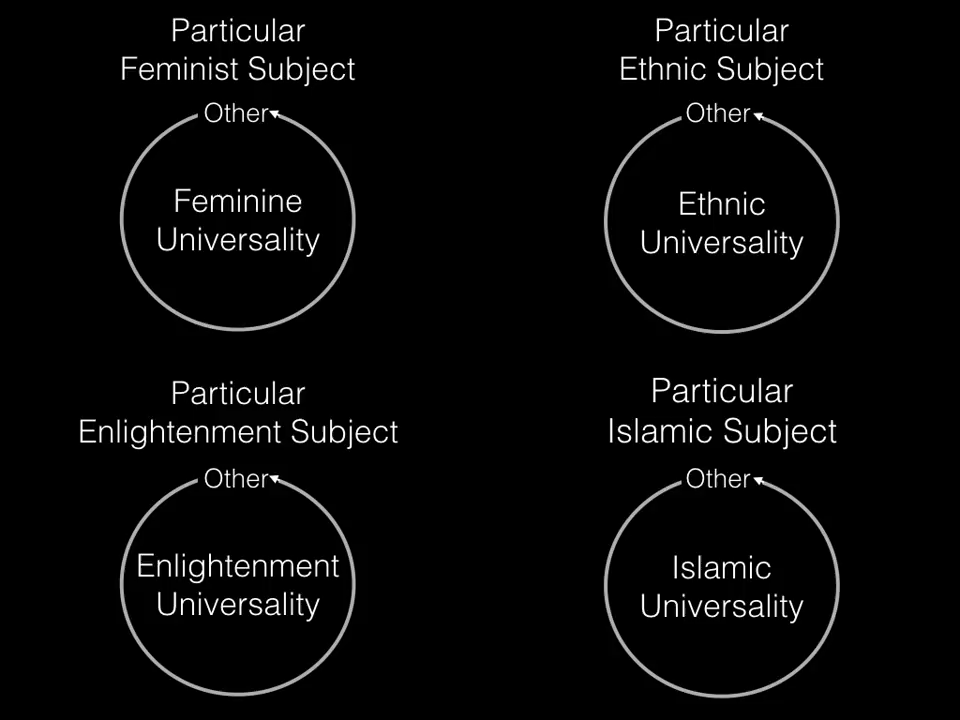 Particular
Feminist Subject
Other
Feminine
Universality
Particular
Ethnic Subject
Other
Ethnic
Universality
Particular
Enlightenment Subject
Other
Enlightenment
Universality
Particular
Islamic Subject
Other
Islamic
Universality